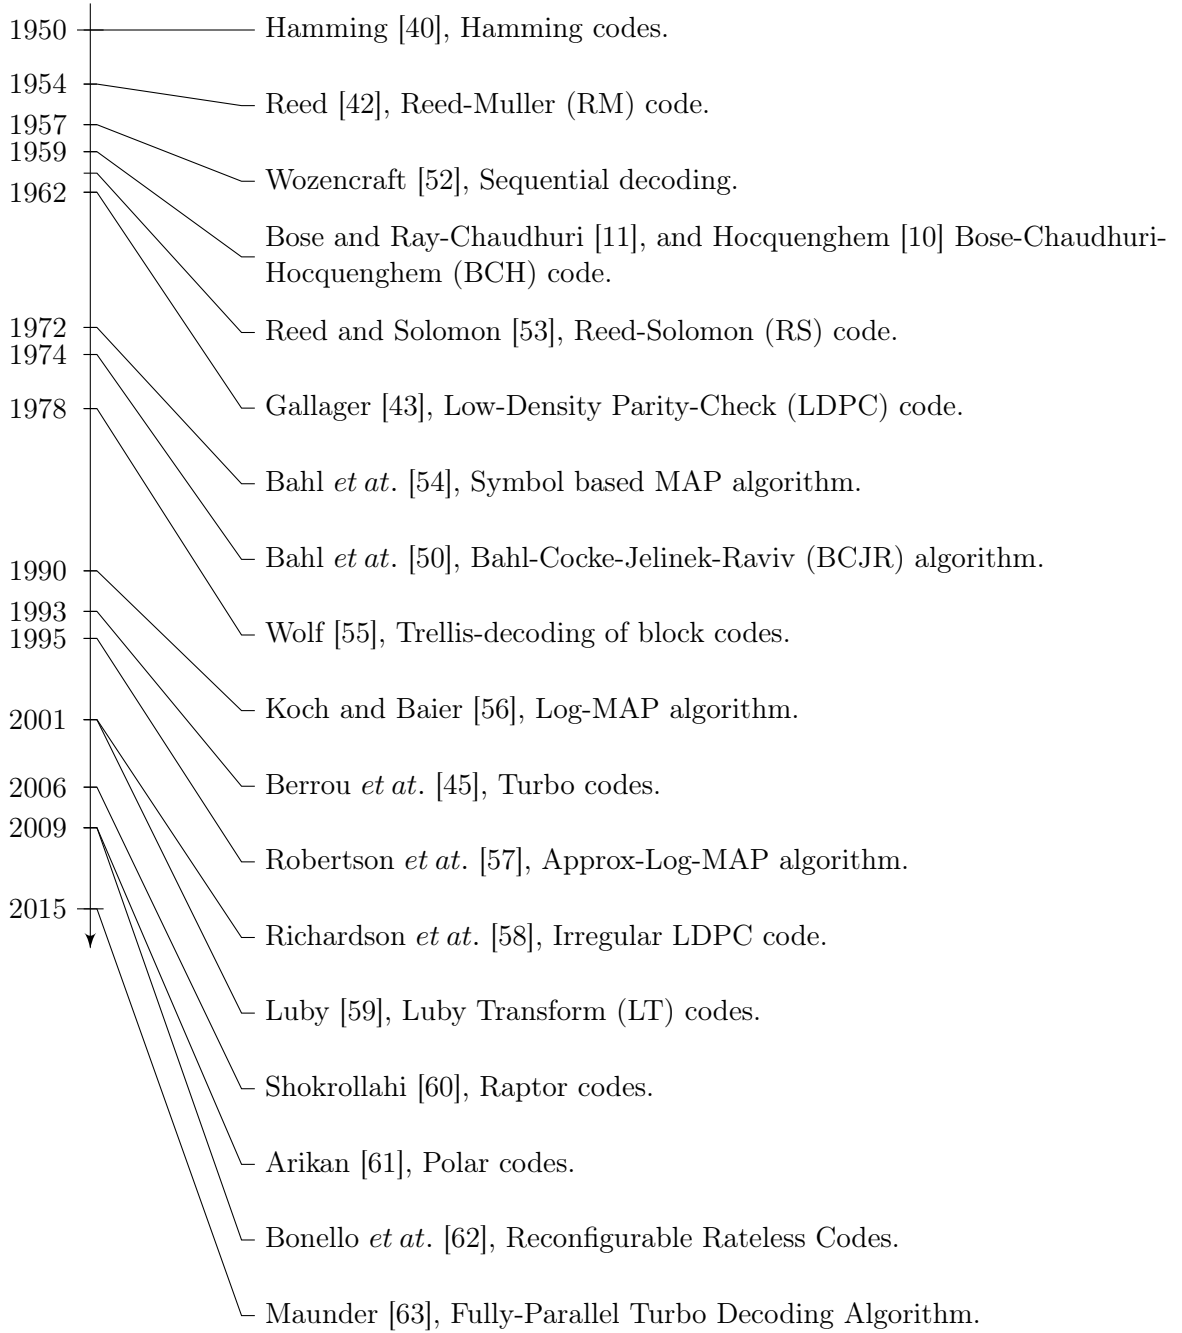 1950 Hamming [40], Hamming codes.
1954 Reed [42], Reed-Muller (RM) code.
1957 Wozencraft [52], Sequential decoding.
1959 Bose and Ray-Chaudhuri [11], and Hocquenghem [10] Bose-Chaudhuri-
Hocquenghem (BCH) code.
Reed and Solomon [53], Reed-Solomon (RS) code.
1962 Gallager [43], Low-Density Parity-Check (LDPC) code.
1972 Bahl et at. [54], Symbol based MAP algorithm.
1974 Bahl et at. [50], Bahl-Cocke-Jelinek-Raviv (BCJR) algorithm.
1978 Wolf [55], Trellis-decoding of block codes.
1990 Koch and Baier [56], Log-MAP algorithm.
1993 Berrou et at. [45], Turbo codes.
1995 Robertson et at. [57], Approx-Log-MAP algorithm.
2001 Richardson et at. [58], Irregular LDPC code.
Luby [59], Luby Transform (LT) codes.
2006 Shokrollahi [60], Raptor codes.
2009 Arikan [61], Polar codes.
Bonello et at. [62], Reconfigurable Rateless Codes.
2015 Maunder [63], Fully-Parallel Turbo Decoding Algorithm.